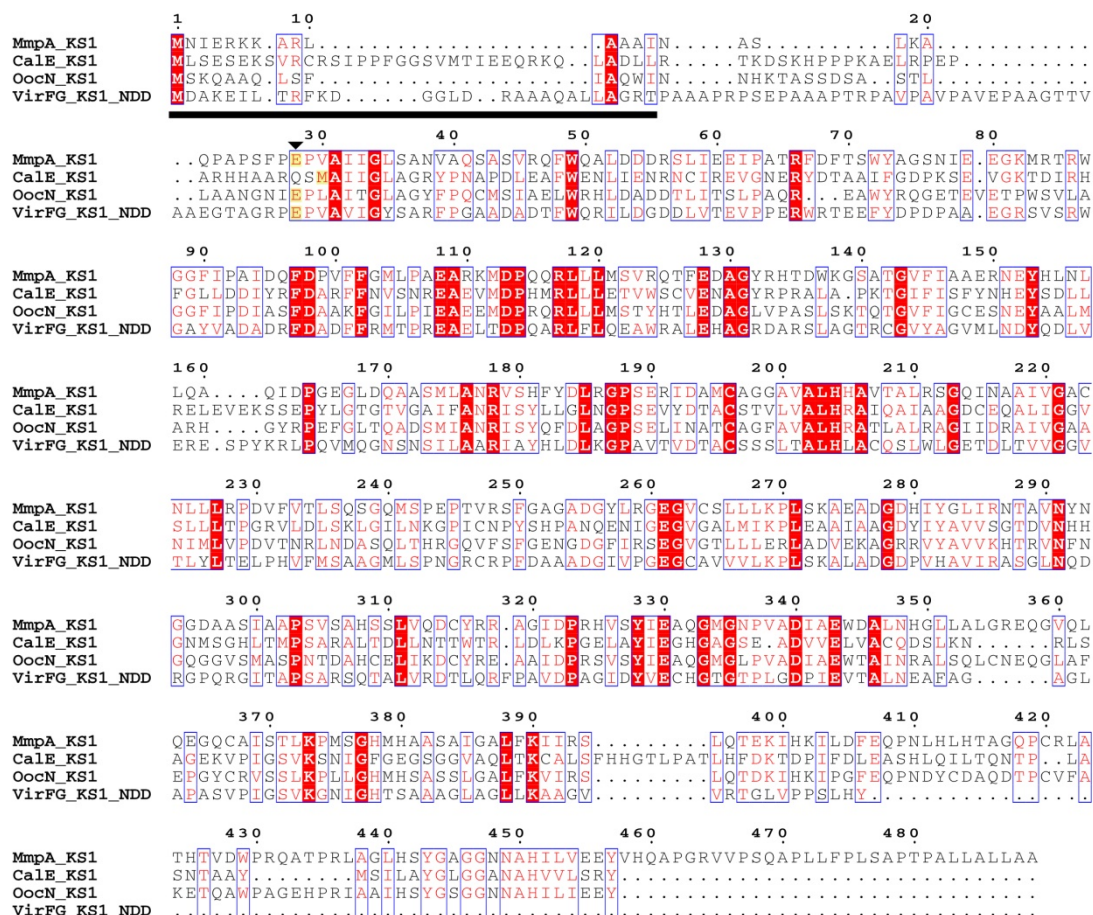 1 10 20
MmpA_KS1 MNIERKK.ARL......................AAAIN.....AS..........LKA.............
CalE_KS1 MLSESEKSVRCRSIPPFGGSVMTIEEQRKQ..LADLLR.....TKDSKHPPPKAELRPEP...........
OocN_KS1 MSKQAAQ.LSF......................IAQWIN.....NHKTASSDSA..STL............
VirFG_KS1_NDD MDAKEIL.TRFKD......GGLD.RAAAQALLAGRTPAAAPRPSEPAAAPTRPAVPAVPAVEPAAGTTV
30 40 50 60 70 80
MmpA_KS1 ..QPAPSFPEPVAIIGLSANVAQSASVRQFWQALDDDRSLIEEIPATRFDFTSWYAGSNIE.EGKMRTRW
CalE_KS1 ..ARHHAARQSMAIIGLAGRYPNAPDLEAFWENLIENRNCIREVGNERYDTAAIFGDPKSE.VGKTDIRH
OocN_KS1 ..LAANGNIEPLAITGLAGYFPQCMSIAELWRHLDADDTLITSLPAQR..EAWYRQGETEVETPWSVLA
VirFG_KS1_NDD AAEGTAGRPEPVAVIGYSARFPGAADADTFWQRILDGDDLVTEVPPERWRTEEFYDPDPAA.EGRSVSRW
90 100 110 120 130 140 150
MmpA_KS1 GGFIPAIDQFDPVFFGMLPAEARKMDPQQRLLLMSVRQTFEDAGYRHTDWKGSATGVFIAAERNEYHLNL
CalE_KS1 FGLLDDIYRFDARFFNVSNREAEVMDPHMRLLLETVWSCVENAGYRPRALA.PKTGIFISFYNHEYSDLL
OocN_KS1 GGFIPDIASFDAAKFGILPIEAEEMDPRQRLLLMSTYHTLEDAGLVPASLSKTQTGVFIGCESNEYAALM
VirFG_KS1_NDD GAYVADADRFDADFFRMTPREAELTDPQARLFLQEAWRALEHAGRDARSLAGTRCGVYAGVMLNDYQDLV
160 170 180 190 200 210 220
MmpA_KS1 LQA....QIDPGEGLDQAASMLANRVSHFYDLRGPSERIDAMCAGGAVALHHAVTALRSGQINAAIVGAC
CalE_KS1 RELEVEKSSEPYLGTGTVGAIFANRISYLLGLNGPSEVYDTACSTVLVALHRAIQAIAAGDCEQALIGGV
OocN_KS1 ARH....GYRPEFGLTQADSMIANRISYQFDLAGPSELINATCAGFAVALHRATLALRAGIIDRAIVGAA
VirFG_KS1_NDD ERE.SPYKRLPQVMQGNSNSILAARIAYHLDLKGPAVTVDTACSSSLTALHLACQSLWLGETDLTVVGGV
230 240 250 260 270 280 290
MmpA_KS1 NLLLRPDVFVTLSQSGQMSPEPTVRSFGAGADGYLRGEGVCSLLLKPLSKAEADGDHIYGLIRNTAVNYN
CalE_KS1 SLLLTPGRVLDLSKLGILNKGPICNPYSHPANQENIGEGVGALMIKPLEAAIAAGDYIYAVVSGTDVNHH
OocN_KS1 NIMLVPDVTNRLNDASQLTHRGQVFSFGENGDGFIRSEGVGTLLLERLADVEKAGRRVYAVVKHTRVNFN
VirFG_KS1_NDD TLYLTELPHVFMSAAGMLSPNGRCRPFDAAADGIVPGEGCAVVVLKPLSKALADGDPVHAVIRASGLNQD
300 310 320 330 340 350 360
MmpA_KS1 GGDAASIAAPSVSAHSSLVQDCYRR.AGIDPRHVSYIEAQGMGNPVADIAEWDALNHGLLALGREQGVQL
CalE_KS1 GNMSGHLTMPSARALTDLLNTTWTR.LDLKPGELAYIEGHGAGSE.ADVVELVACQDSLKN.....RLS
OocN_KS1 GQGGVSMASPNTDAHCELIKDCYRE.AAIDPRSVSYIEAQGMGLPVADIAEWTAINRALSQLCNEQGLAF
VirFG_KS1_NDD RGPQRGITAPSARSQTALVRDTLQRFPAVDPAGIDYVECHGTGTPLGDPIEVTALNEAFAG......AGL
370 380 390 400 410 420
MmpA_KS1 QEGQCAISTLKPMSGHMHAASAIGALFKIIRS.........LQTEKIHKILDFEQPNLHLHTAGQPCRLA
CalE_KS1 AGEKVPIGSVKSNIGFGEGSGGVAQLTKCALSFHHGTLPATLHFDKTDPIFDLEASHLQILTQNTP..LA
OocN_KS1 EPGYCRVSSLKPLLGHMHSASSLGALFKVIRS.........LQTDKIHKIPGFEQPNDYCDAQDTPCVFA
VirFG_KS1_NDD APASVPIGSVKGNIGHTSAAAGLAGLLKAAGV.........VRTGLVPPSLHY.................
430 440 450 460 470 480
MmpA_KS1 THTVDWPRQATPRLAGLHSYGAGGNNAHILVEEYVHQAPGRVVPSQAPLLFPLSAPTPALLALLAA
CalE_KS1 SNTAAY........MSILAYGLGGANAHVVLSRY................................
OocN_KS1 KETQAWPAGEHPRIAAIHAYGSGGNNAHILIEEY................................
VirFG_KS1_NDD ..................................................................